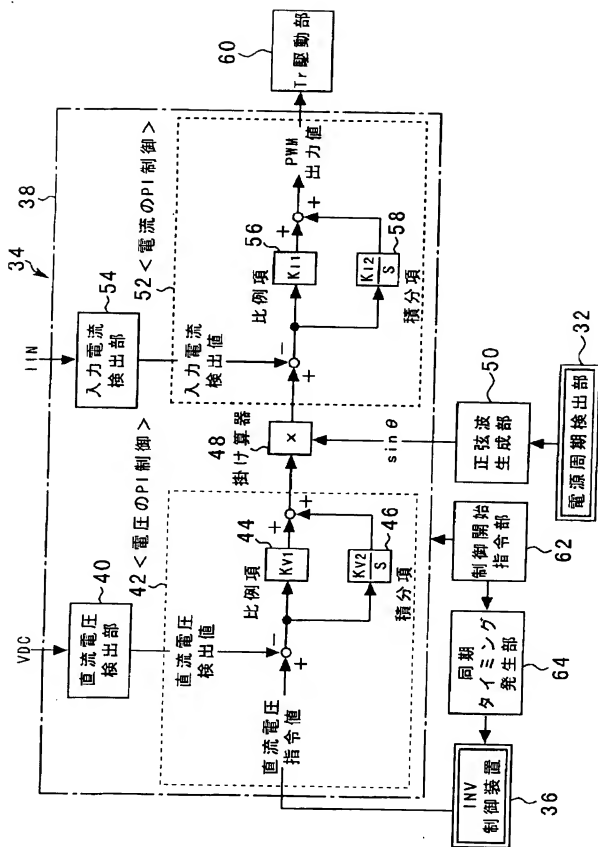 34
38
VDC
40
直流電圧
検出部
42
<電圧のPI制御>
直流電圧
検出値
直流電圧
指令値
+
-
比例項
44
KV1
46
KV2
S
積分項
+
+
48
掛け算器
×
sinθ
IIN
54
入力電流
検出部
52
<電流のPI制御>
入力電流
検出値
+
-
比例項
56
KI1
58
KI2
S
積分項
+
+
PWM
出力値
60
Tr駆動部
INV
制御装置
36
同期
タイミング
発生部
64
制御開始
指令部
62
正弦波
生成部
50
電源周期検出部
32